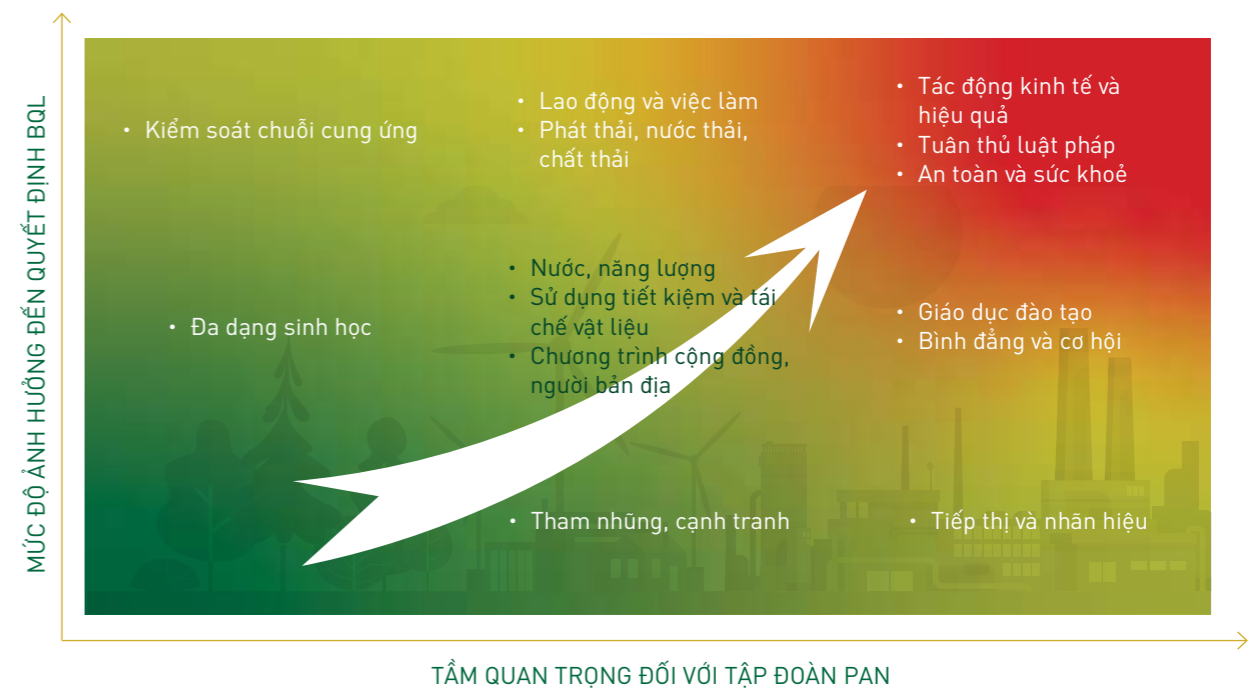 MỨC ĐỘ ẢNH HƯỞNG ĐẾN QUYẾT ĐỊNH BQL
• Kiểm soát chuỗi cung ứng
• Lao động và việc làm
• Phát thải, nước thải,
chất thải
• Tác động kinh tế và
hiệu quả
• Tuân thủ luật pháp
• An toàn và sức khoẻ
• Đa dạng sinh học
• Nước, năng lượng
• Sử dụng tiết kiệm và tái
chế vật liệu
• Chương trình cộng đồng,
người bản địa
• Giáo dục đào tạo
• Bình đẳng và cơ hội
• Tham nhũng, cạnh tranh
• Tiếp thị và nhãn hiệu
TẦM QUAN TRỌNG ĐỐI VỚI TẬP ĐOÀN PAN